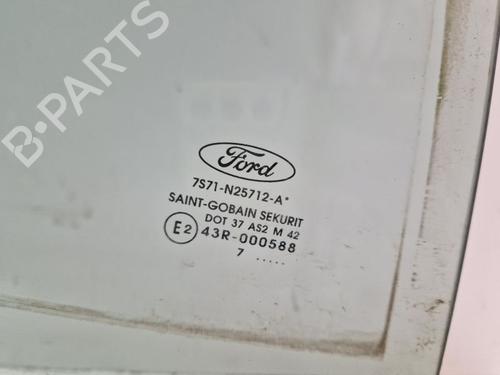 B-PARTS
Ford
7S71-N25712-A*
SAINT-GOBAIN SEKURIT
DOT 37 AS2 M 42
E2 43R-000588
7 .....